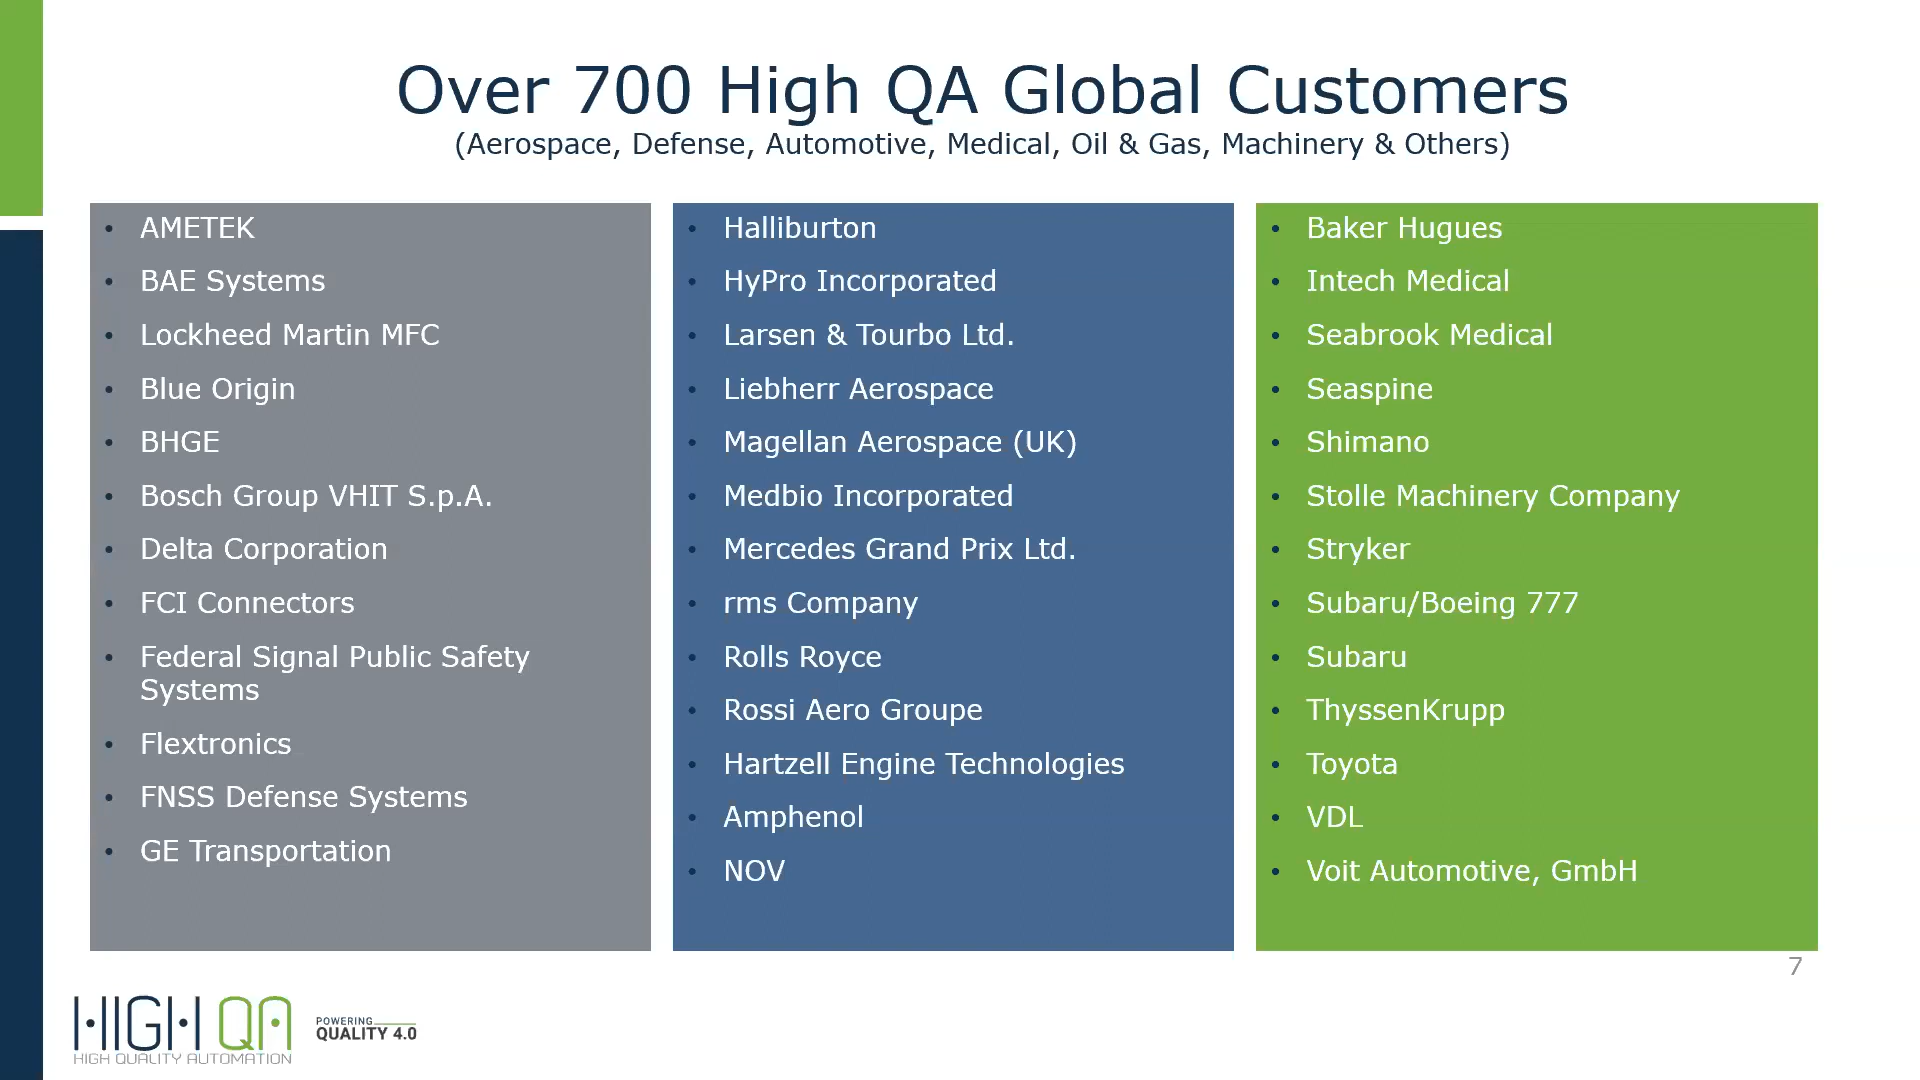 Over 700 High QA Global Customers
(Aerospace, Defense, Automotive, Medical, Oil & Gas, Machinery & Others)
• AMETEK
• BAE Systems
• Lockheed Martin MFC
• Blue Origin
• BHGE
• Bosch Group VHIT S.p.A.
• Delta Corporation
• FCI Connectors
• Federal Signal Public Safety
Systems
• Flextronics
• FNSS Defense Systems
• GE Transportation
• Halliburton
• HyPro Incorporated
• Larsen & Tourbo Ltd.
• Liebherr Aerospace
• Magellan Aerospace (UK)
• Medbio Incorporated
• Mercedes Grand Prix Ltd.
• rms Company
• Rolls Royce
• Rossi Aero Groupe
• Hartzell Engine Technologies
• Amphenol
• NOV
• Baker Hugues
• Intech Medical
• Seabrook Medical
• Seaspine
• Shimano
• Stolle Machinery Company
• Stryker
• Subaru/Boeing 777
• Subaru
• ThyssenKrupp
• Toyota
• VDL
• Voit Automotive, GmbH
7
HIGH QA
HIGH QUALITY AUTOMATION
POWERING
QUALITY 4.0